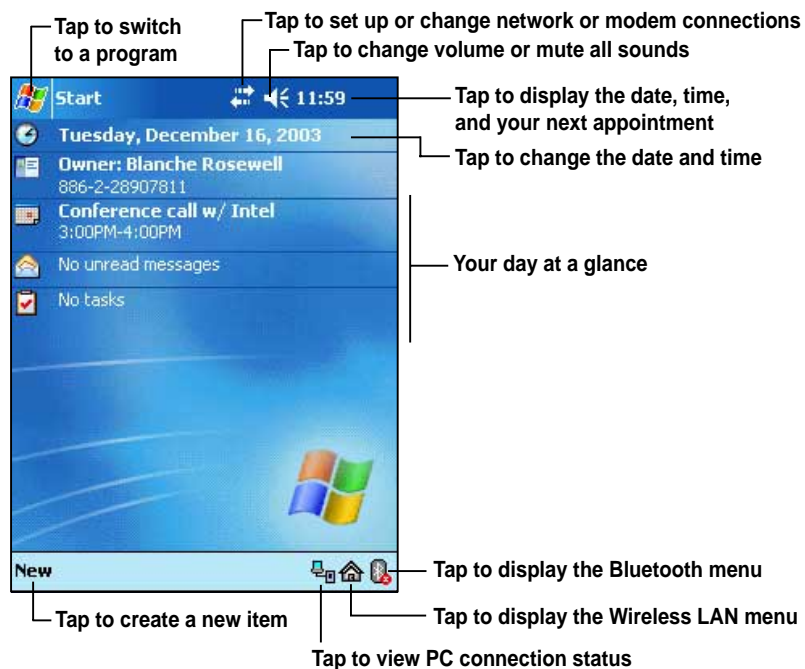 Tap to switch
to a program
Tap to set up or change network or modem connections
Tap to change volume or mute all sounds
Start
11:59
Tap to display the date, time,
and your next appointment
Tuesday, December 16, 2003
Tap to change the date and time
Owner: Blanche Rosewell
886-2-28907811
Conference call w/ Intel
3:00PM-4:00PM
No unread messages
Your day at a glance
No tasks
New
Tap to display the Bluetooth menu
Tap to create a new item
Tap to display the Wireless LAN menu
Tap to view PC connection status